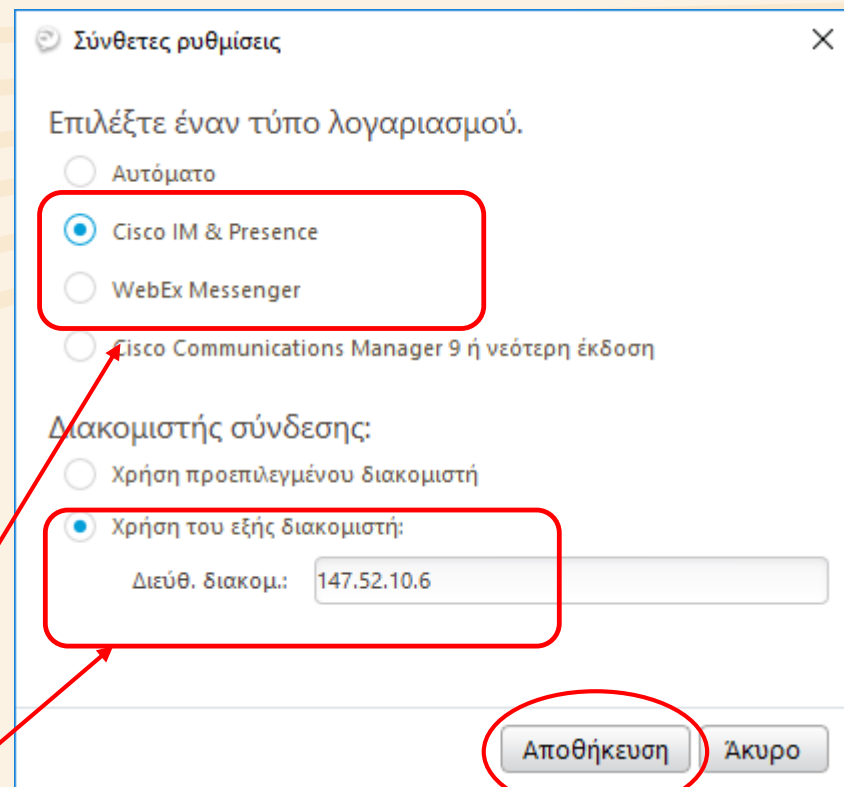 Σύνθετες ρυθμίσεις
Επιλέξτε έναν τύπο λογαριασμού.
Αυτόματο
Cisco IM & Presence
WebEx Messenger
Cisco Communications Manager 9 ή νεότερη έκδοση
Διακομιστής σύνδεσης:
Χρήση προεπιλεγμένου διακομιστή
Χρήση του εξής διακομιστή:
Διεύθ. διακομ.: 147.52.10.6
Αποθήκευση Άκυρο